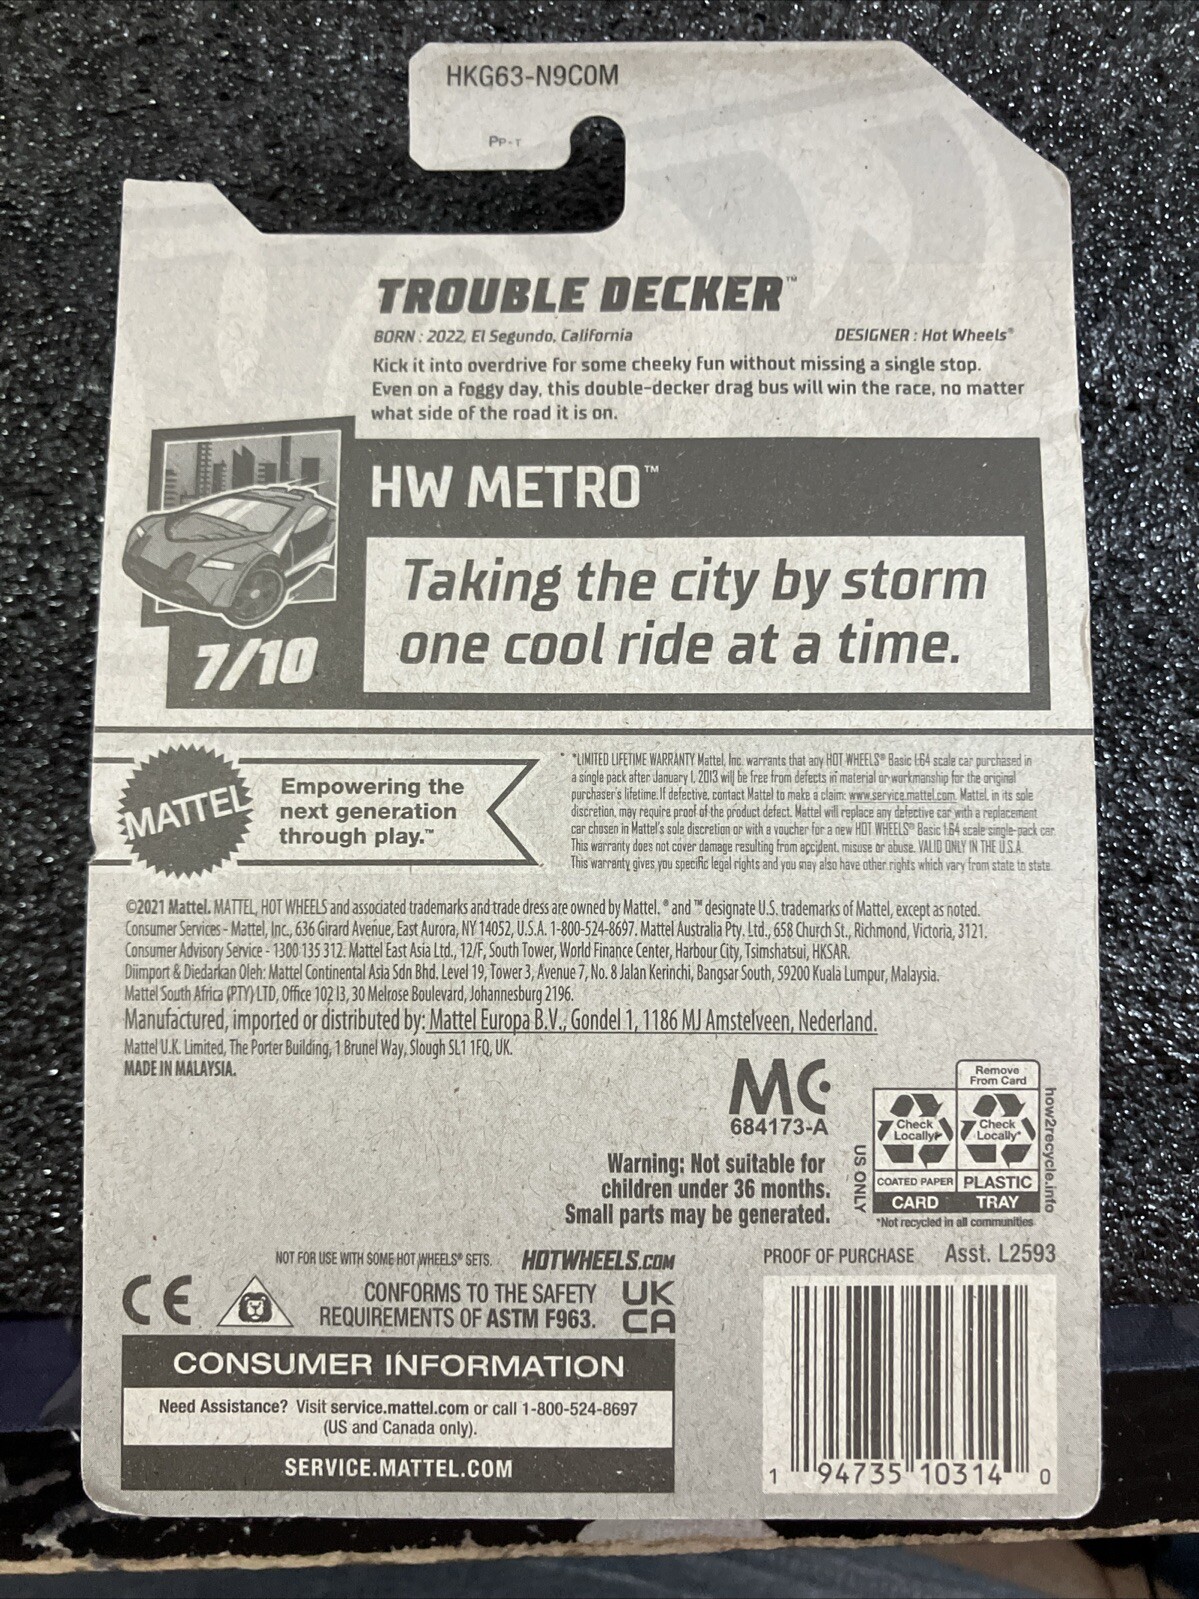 HKG63-N9C0M
PP-T
TROUBLE DECKER™
BORN : 2022, El Segundo, California
DESIGNER : Hot Wheels®
Kick it into overdrive for some cheeky fun without missing a single stop.
Even on a foggy day, this double-decker drag bus will win the race, no matter
what side of the road it is on.
HW METRO™
Taking the city by storm
one cool ride at a time.
7/10
MATTEL
Empowering the
next generation
through play.™
*LIMITED LIFETIME WARRANTY Mattel, Inc. warrants that any HOT WHEELS® Basic 1:64 scale car purchased in
a single pack after January 1, 2013 will be free from defects in material or workmanship for the original
purchaser's lifetime. If defective, contact Mattel to make a claim: www.service.mattel.com. Mattel, in its sole
discretion, may require proof of the product defect. Mattel will replace any defective car with a replacement
car chosen in Mattel's sole discretion or with a voucher for a new HOT WHEELS® Basic 1:64 scale single-pack car.
This warranty does not cover damage resulting from accident, misuse or abuse. VALID ONLY IN THE U.S.A.
This warranty gives you specific legal rights and you may also have other rights which vary from state to state.
©2021 Mattel. MATTEL, HOT WHEELS and associated trademarks and trade dress are owned by Mattel. ® and ™ designate U.S. trademarks of Mattel, except as noted.
Consumer Services - Mattel, Inc., 636 Girard Avenue, East Aurora, NY 14052, U.S.A. 1-800-524-8697. Mattel Australia Pty. Ltd., 658 Church St., Richmond, Victoria, 3121.
Consumer Advisory Service - 1300 135 312. Mattel East Asia Ltd., 12/F, South Tower, World Finance Center, Harbour City, Tsimshatsui, HKSAR.
Diimport & Diedarkan Oleh: Mattel Continental Asia Sdn Bhd. Level 19, Tower 3, Avenue 7, No. 8 Jalan Kerinchi, Bangsar South, 59200 Kuala Lumpur, Malaysia.
Mattel South Africa (PTY) LTD, Office 102 I3, 30 Melrose Boulevard, Johannesburg 2196.
Manufactured, imported or distributed by: Mattel Europa B.V., Gondel 1, 1186 MJ Amstelveen, Nederland.
Mattel U.K. Limited, The Porter Building, 1 Brunel Way, Slough SL1 1FQ, UK.
MADE IN MALAYSIA.
MC
684173-A
Remove
From Card
Check
Locally*
Check
Locally*
COATED PAPER
PLASTIC
CARD
TRAY
US ONLY
how2recycle.info
*Not recycled in all communities
Warning: Not suitable for
children under 36 months.
Small parts may be generated.
NOT FOR USE WITH SOME HOT WHEELS® SETS.
HOTWHEELS.COM
PROOF OF PURCHASE
Asst. L2593
CE
CONFORMS TO THE SAFETY
REQUIREMENTS OF ASTM F963.
UK
CA
CONSUMER INFORMATION
Need Assistance? Visit service.mattel.com or call 1-800-524-8697
(US and Canada only).
SERVICE.MATTEL.COM
1 94735 10314 0